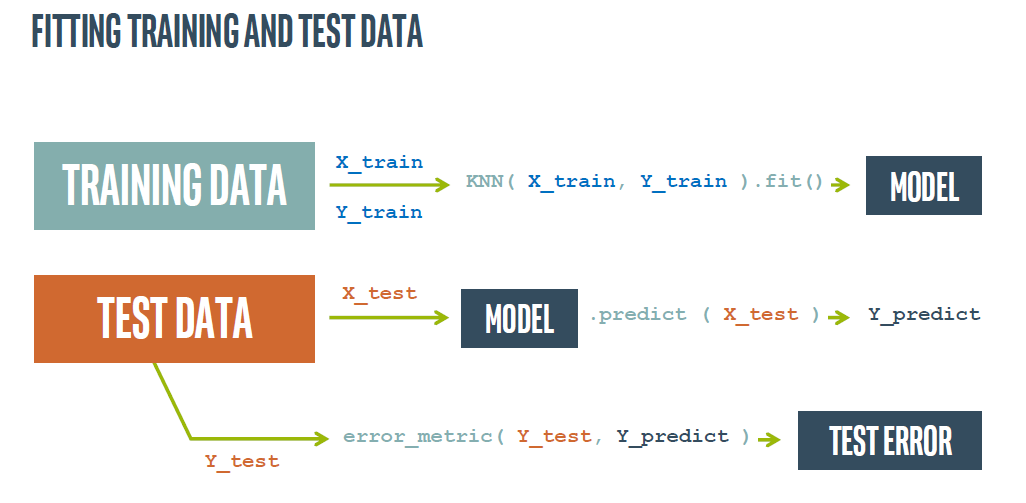 FITTING TRAINING AND TEST DATA
TRAINING DATA
X_train
Y_train
KNN( X_train, Y_train ).fit()
MODEL
TEST DATA
X_test
MODEL
.predict ( X_test )
Y_predict
Y_test
error_metric( Y_test, Y_predict )
TEST ERROR